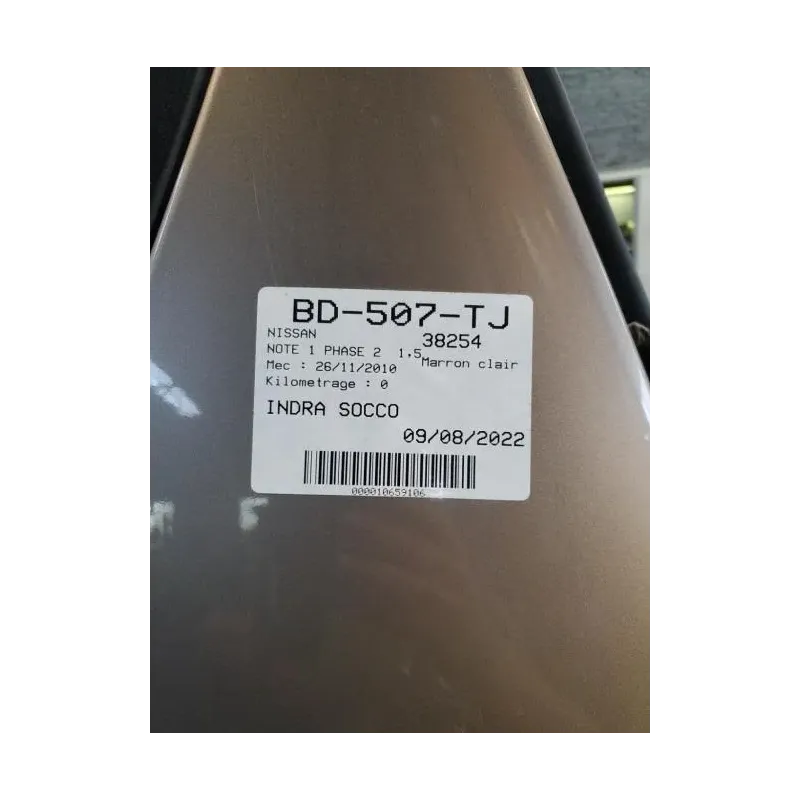 BD-507-TJ
NISSAN 38254
NOTE 1 PHASE 2 1,5
Marron clair
Mec : 26/11/2010
Kilometrage : 0
INDRA SOCCO
09/08/2022
000010659106